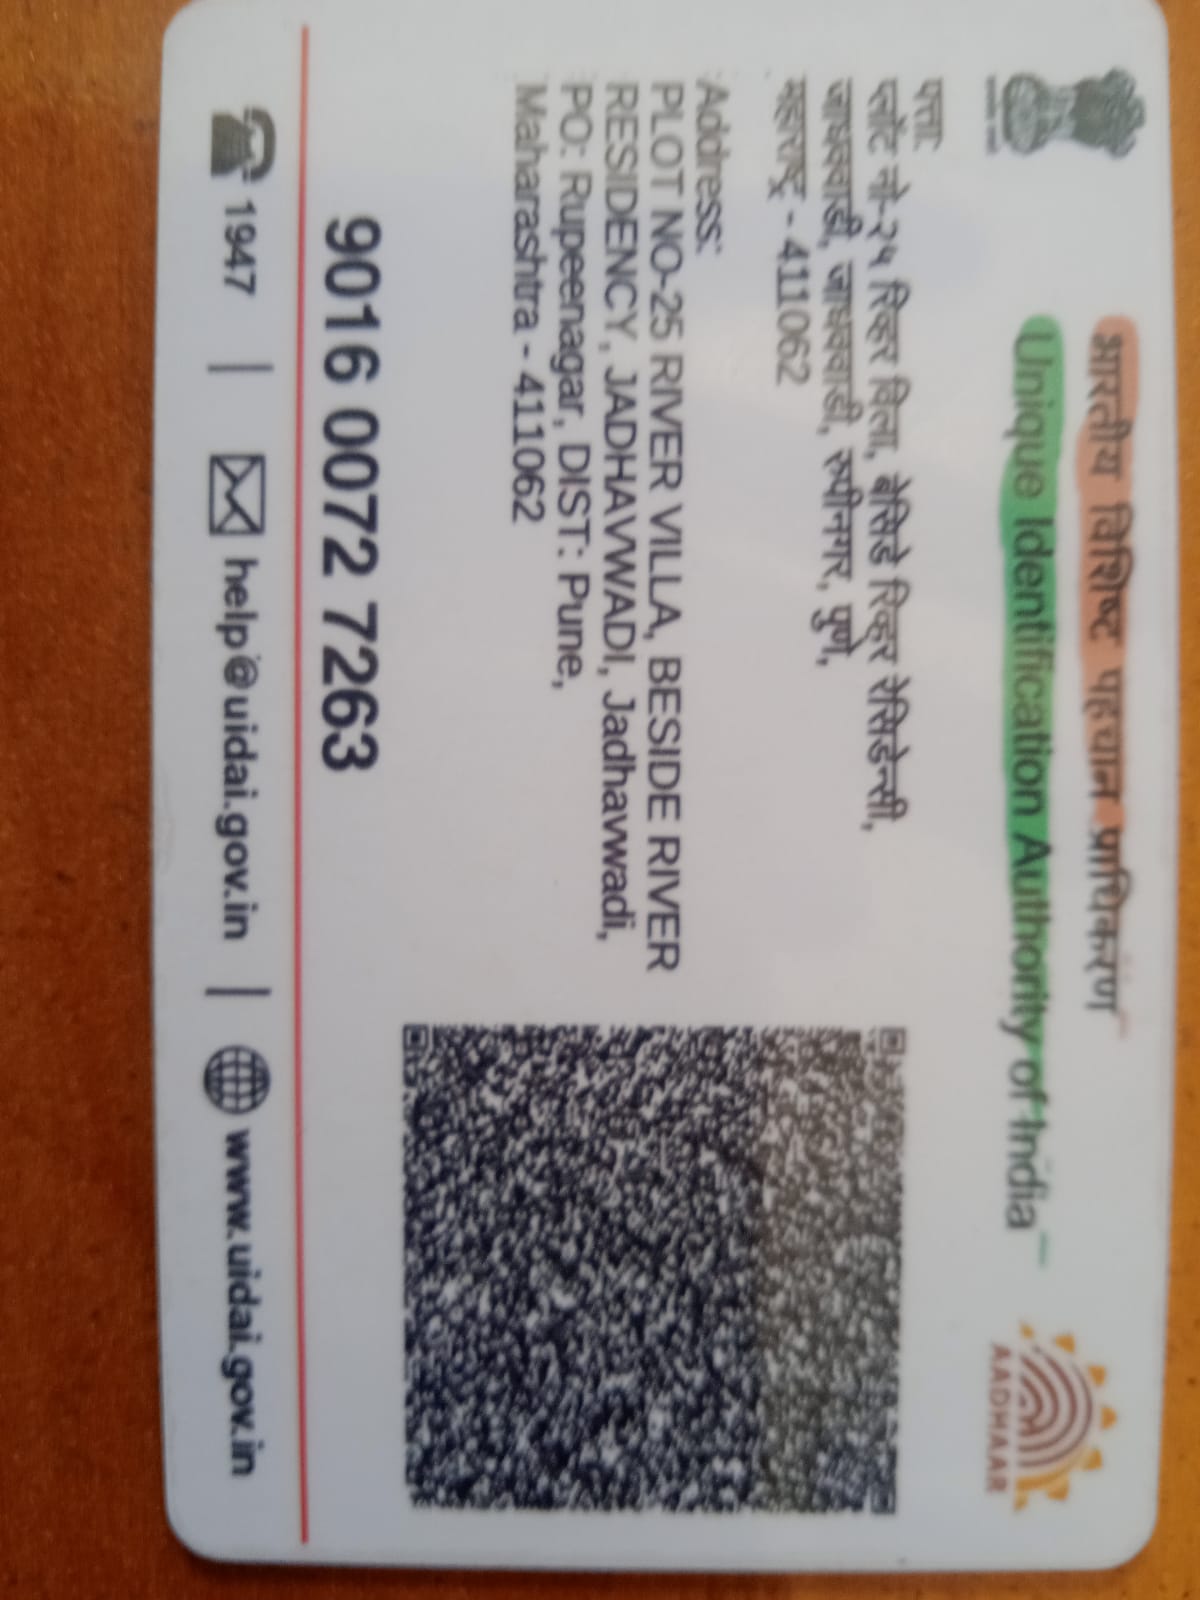 भारतीय विशिष्ट पहचान प्राधिकरण
Unique Identification Authority of India
AADHAAR
पत्ता:
प्लॉट नो-२५ रिव्हर विला, बेसिडे रिव्हर रेसिडेन्सी,
जाधववाडी, जाधववाडी, रुपीनगर, पुणे,
महाराष्ट्र - 411062
Address:
PLOT NO-25 RIVER VILLA, BESIDE RIVER
RESIDENCY, JADHAVWADI, Jadhavwadi,
PO: Rupeenagar, DIST: Pune,
Maharashtra - 411062
9016 0072 7263
1947 | help@uidai.gov.in | www.uidai.gov.in